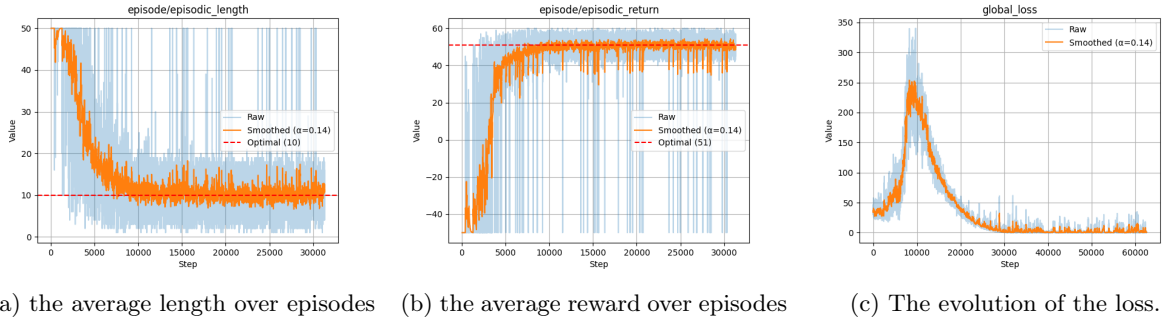 episode/episodic_length
50
40
30
20
10
0
Value
0 5000 10000 15000 20000 25000 30000
Step
Raw
Smoothed (α=0.14)
Optimal (10)
episode/episodic_return
60
40
20
0
−20
−40
Value
0 5000 10000 15000 20000 25000 30000
Step
Raw
Smoothed (α=0.14)
Optimal (51)
global_loss
350
300
250
200
150
100
50
0
Value
0 10000 20000 30000 40000 50000 60000
Step
Raw
Smoothed (α=0.14)
a) the average length over episodes
(b) the average reward over episodes
(c) The evolution of the loss.